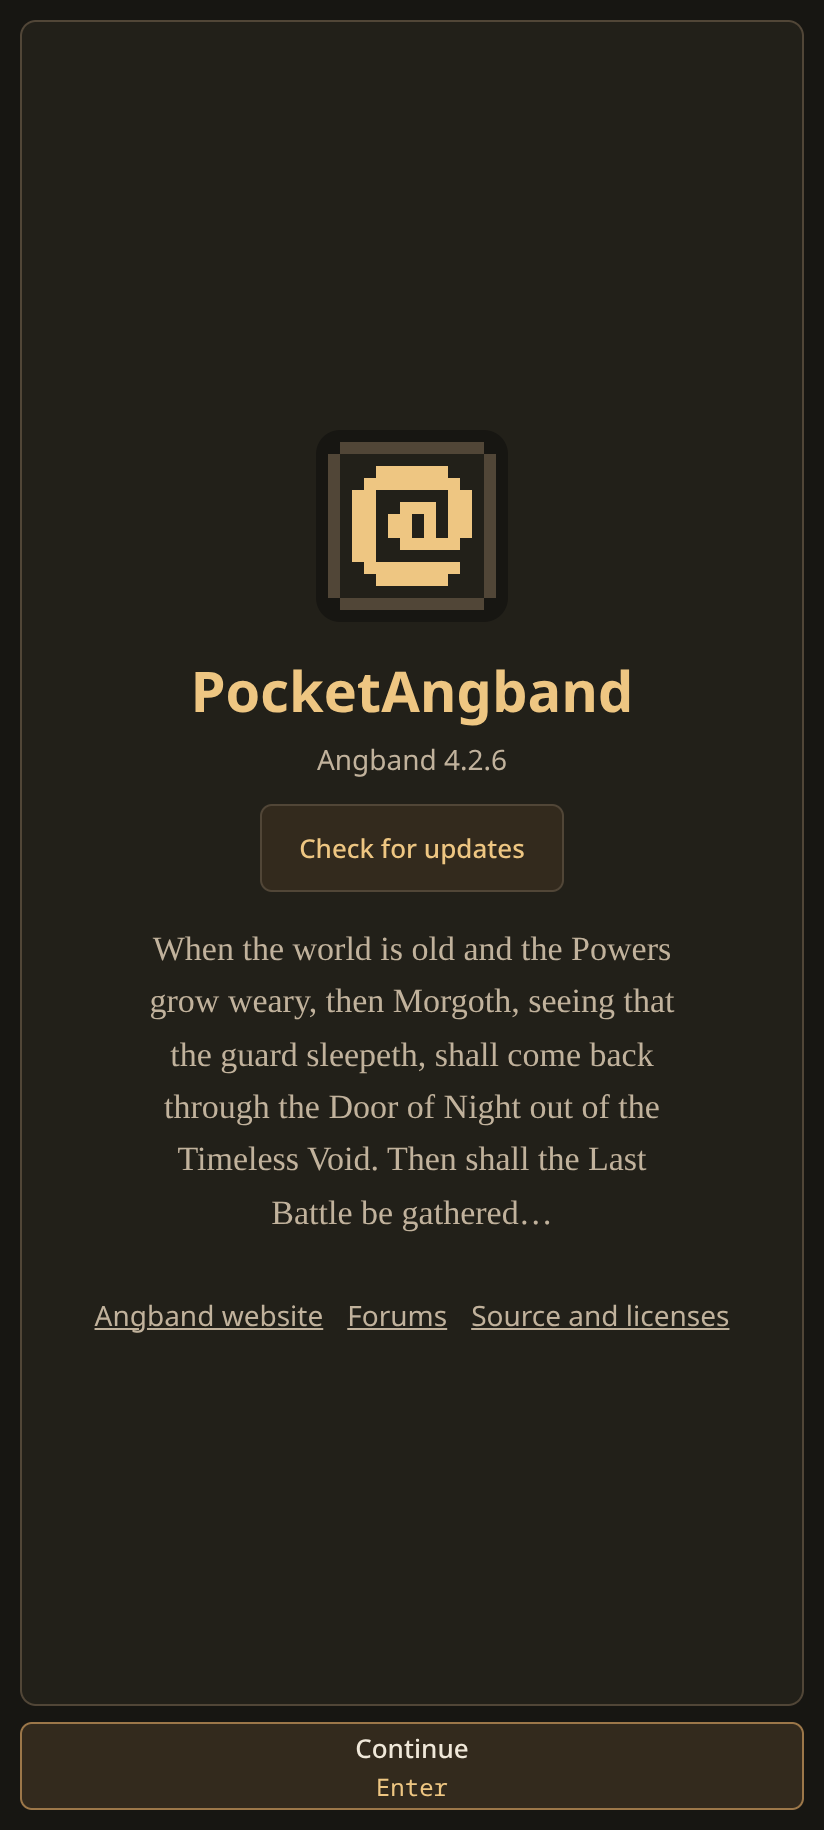 @
PocketAngband
Angband 4.2.6
Check for updates
When the world is old and the Powers
grow weary, then Morgoth, seeing that
the guard sleepeth, shall come back
through the Door of Night out of the
Timeless Void. Then shall the Last
Battle be gathered…
Angband website Forums Source and licenses
Continue
Enter